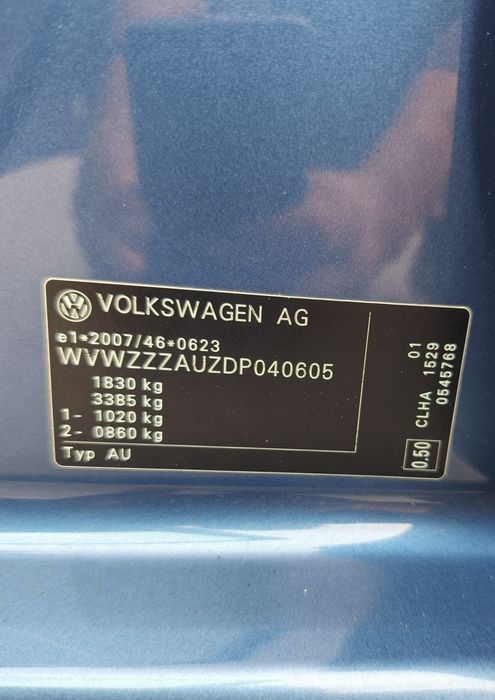 VOLKSWAGEN AG
e1*2007/46*0623
WVWZZZAUZDP040605
1830 kg
3385 kg
1- 1020 kg
2- 0860 kg
Typ AU
01
CLHA 1529
0545768
0.50